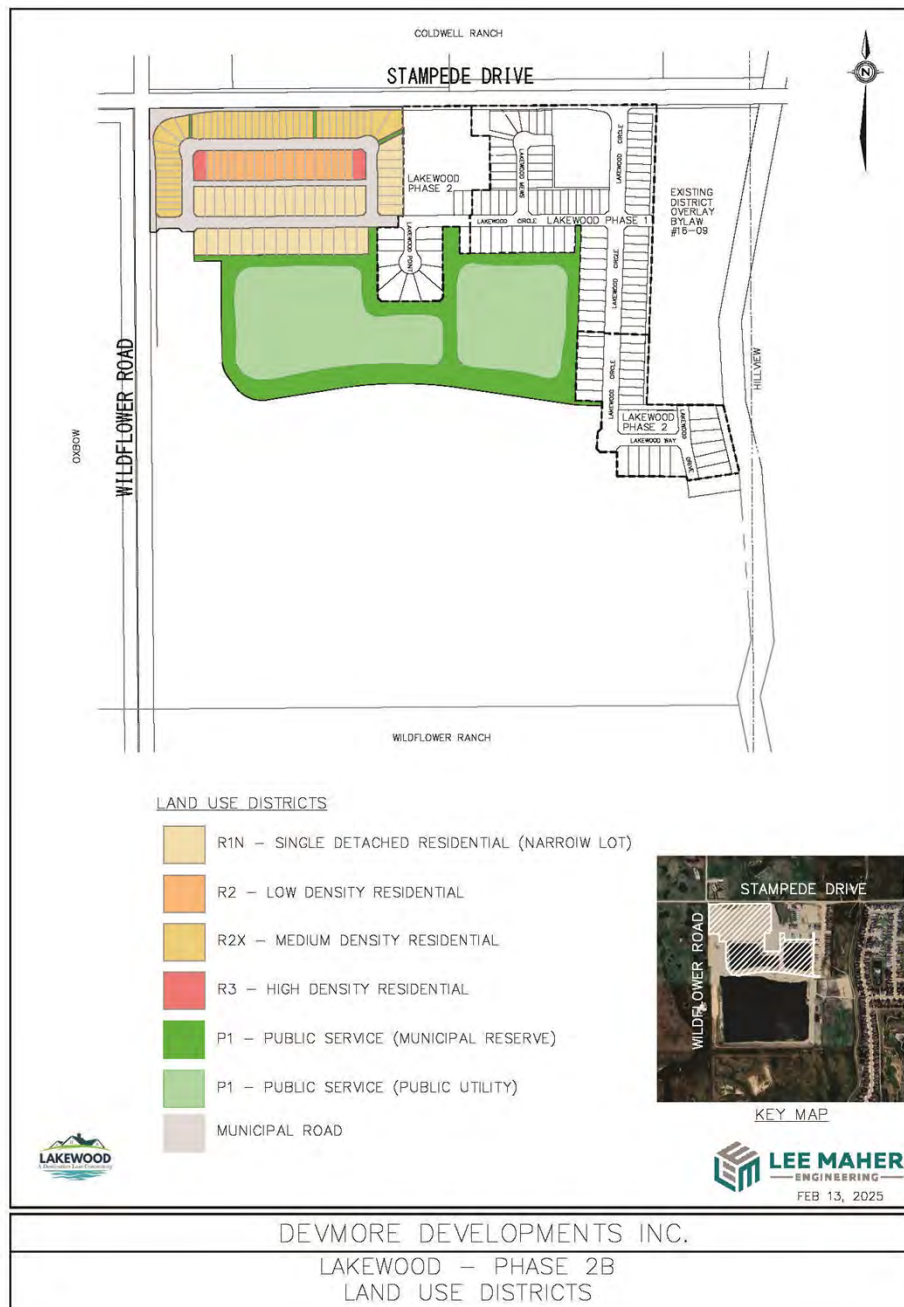 COLDWELL RANCH
STAMPEDE DRIVE
N
LAKEWOOD
PHASE 2
LAKEWOOD MEWS
LAKEWOOD CIRCLE
LAKEWOOD CIRCLE
LAKEWOOD PHASE 1
EXISTING
DISTRICT
OVERLAY
BYLAW
#16-09
LAKEWOOD POINT
LAKEWOOD CIRCLE
LAKEWOOD CIRCLE
HILLVIEW
WILDFLOWER ROAD
OXBOW
LAKEWOOD
PHASE 2
LAKEWOOD DRIVE
LAKEWOOD WAY
WILDFLOWER RANCH
LAND USE DISTRICTS
R1N – SINGLE DETACHED RESIDENTIAL (NARROIW LOT)
R2 – LOW DENSITY RESIDENTIAL
R2X – MEDIUM DENSITY RESIDENTIAL
R3 – HIGH DENSITY RESIDENTIAL
P1 – PUBLIC SERVICE (MUNICIPAL RESERVE)
P1 – PUBLIC SERVICE (PUBLIC UTILITY)
MUNICIPAL ROAD
STAMPEDE DRIVE
WILDFLOWER ROAD
KEY MAP
LAKEWOOD
LEE MAHER
ENGINEERING
FEB 13, 2025
DEVMORE DEVELOPMENTS INC.
LAKEWOOD – PHASE 2B
LAND USE DISTRICTS